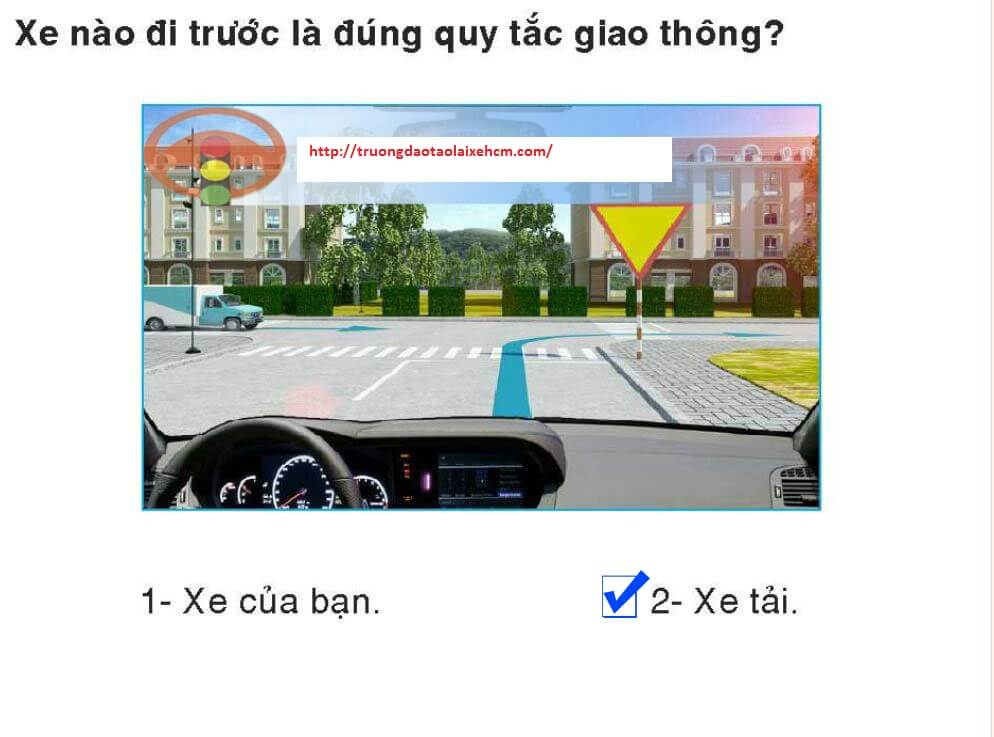 Xe nào đi trước là đúng quy tắc giao thông?
http://truongdaotaolaixehcm.com/
1- Xe của bạn.
2- Xe tải.